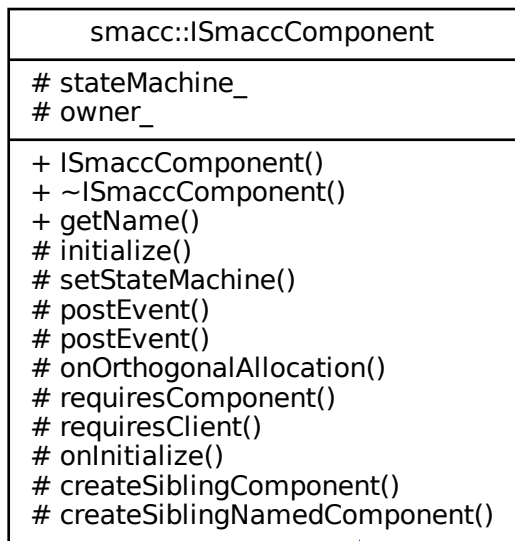 smacc::ISmaccComponent
# stateMachine_
# owner_
+ ISmaccComponent()
+ ~ISmaccComponent()
+ getName()
# initialize()
# setStateMachine()
# postEvent()
# postEvent()
# onOrthogonalAllocation()
# requiresComponent()
# requiresClient()
# onInitialize()
# createSiblingComponent()
# createSiblingNamedComponent()